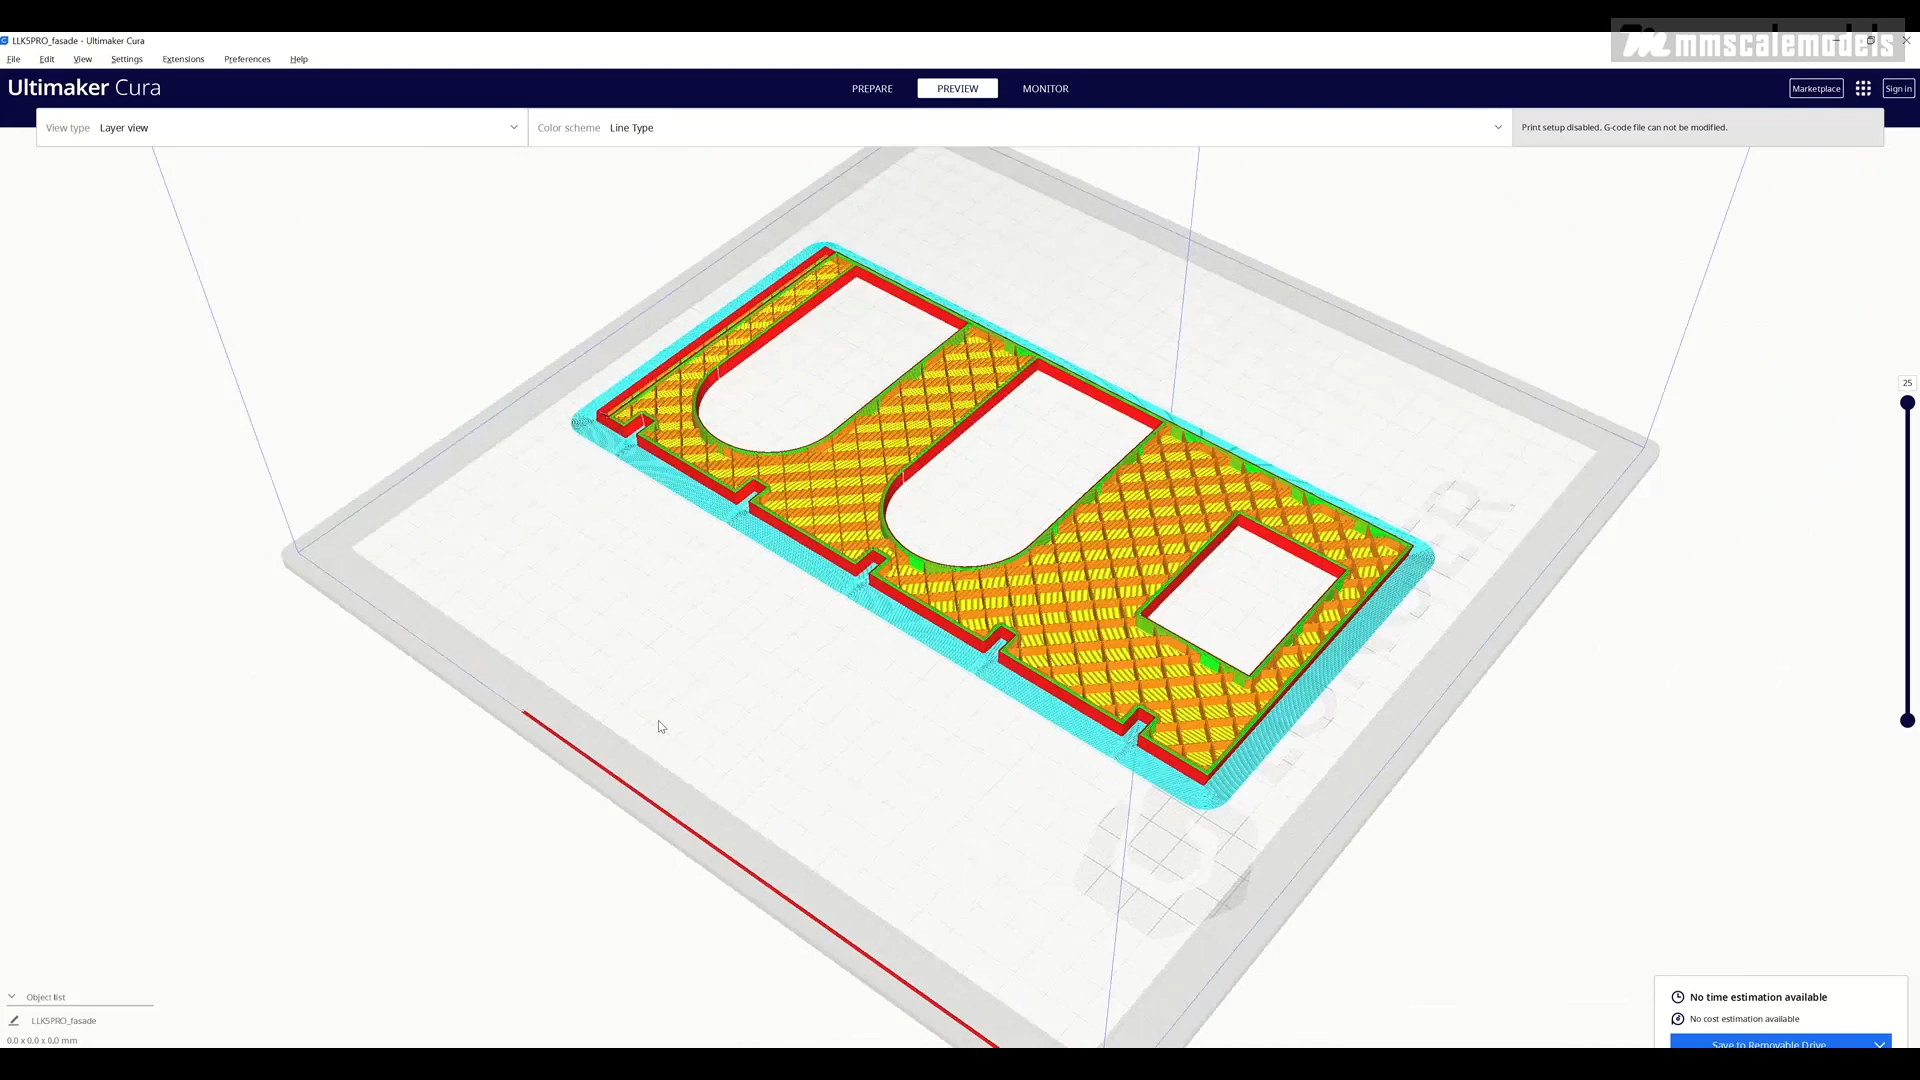 LLK5PRO_fasade - Ultimaker Cura
mmscalemodels
File Edit View Settings Extensions Preferences Help
Ultimaker Cura
PREPARE PREVIEW MONITOR
Marketplace Sign in
View type Layer view
Color scheme Line Type
Print setup disabled. G-code file can not be modified.
25
Object list
LLK5PRO_fasade
0.0 x 0.0 x 0.0 mm
No time estimation available
No cost estimation available
Save to Removable Drive